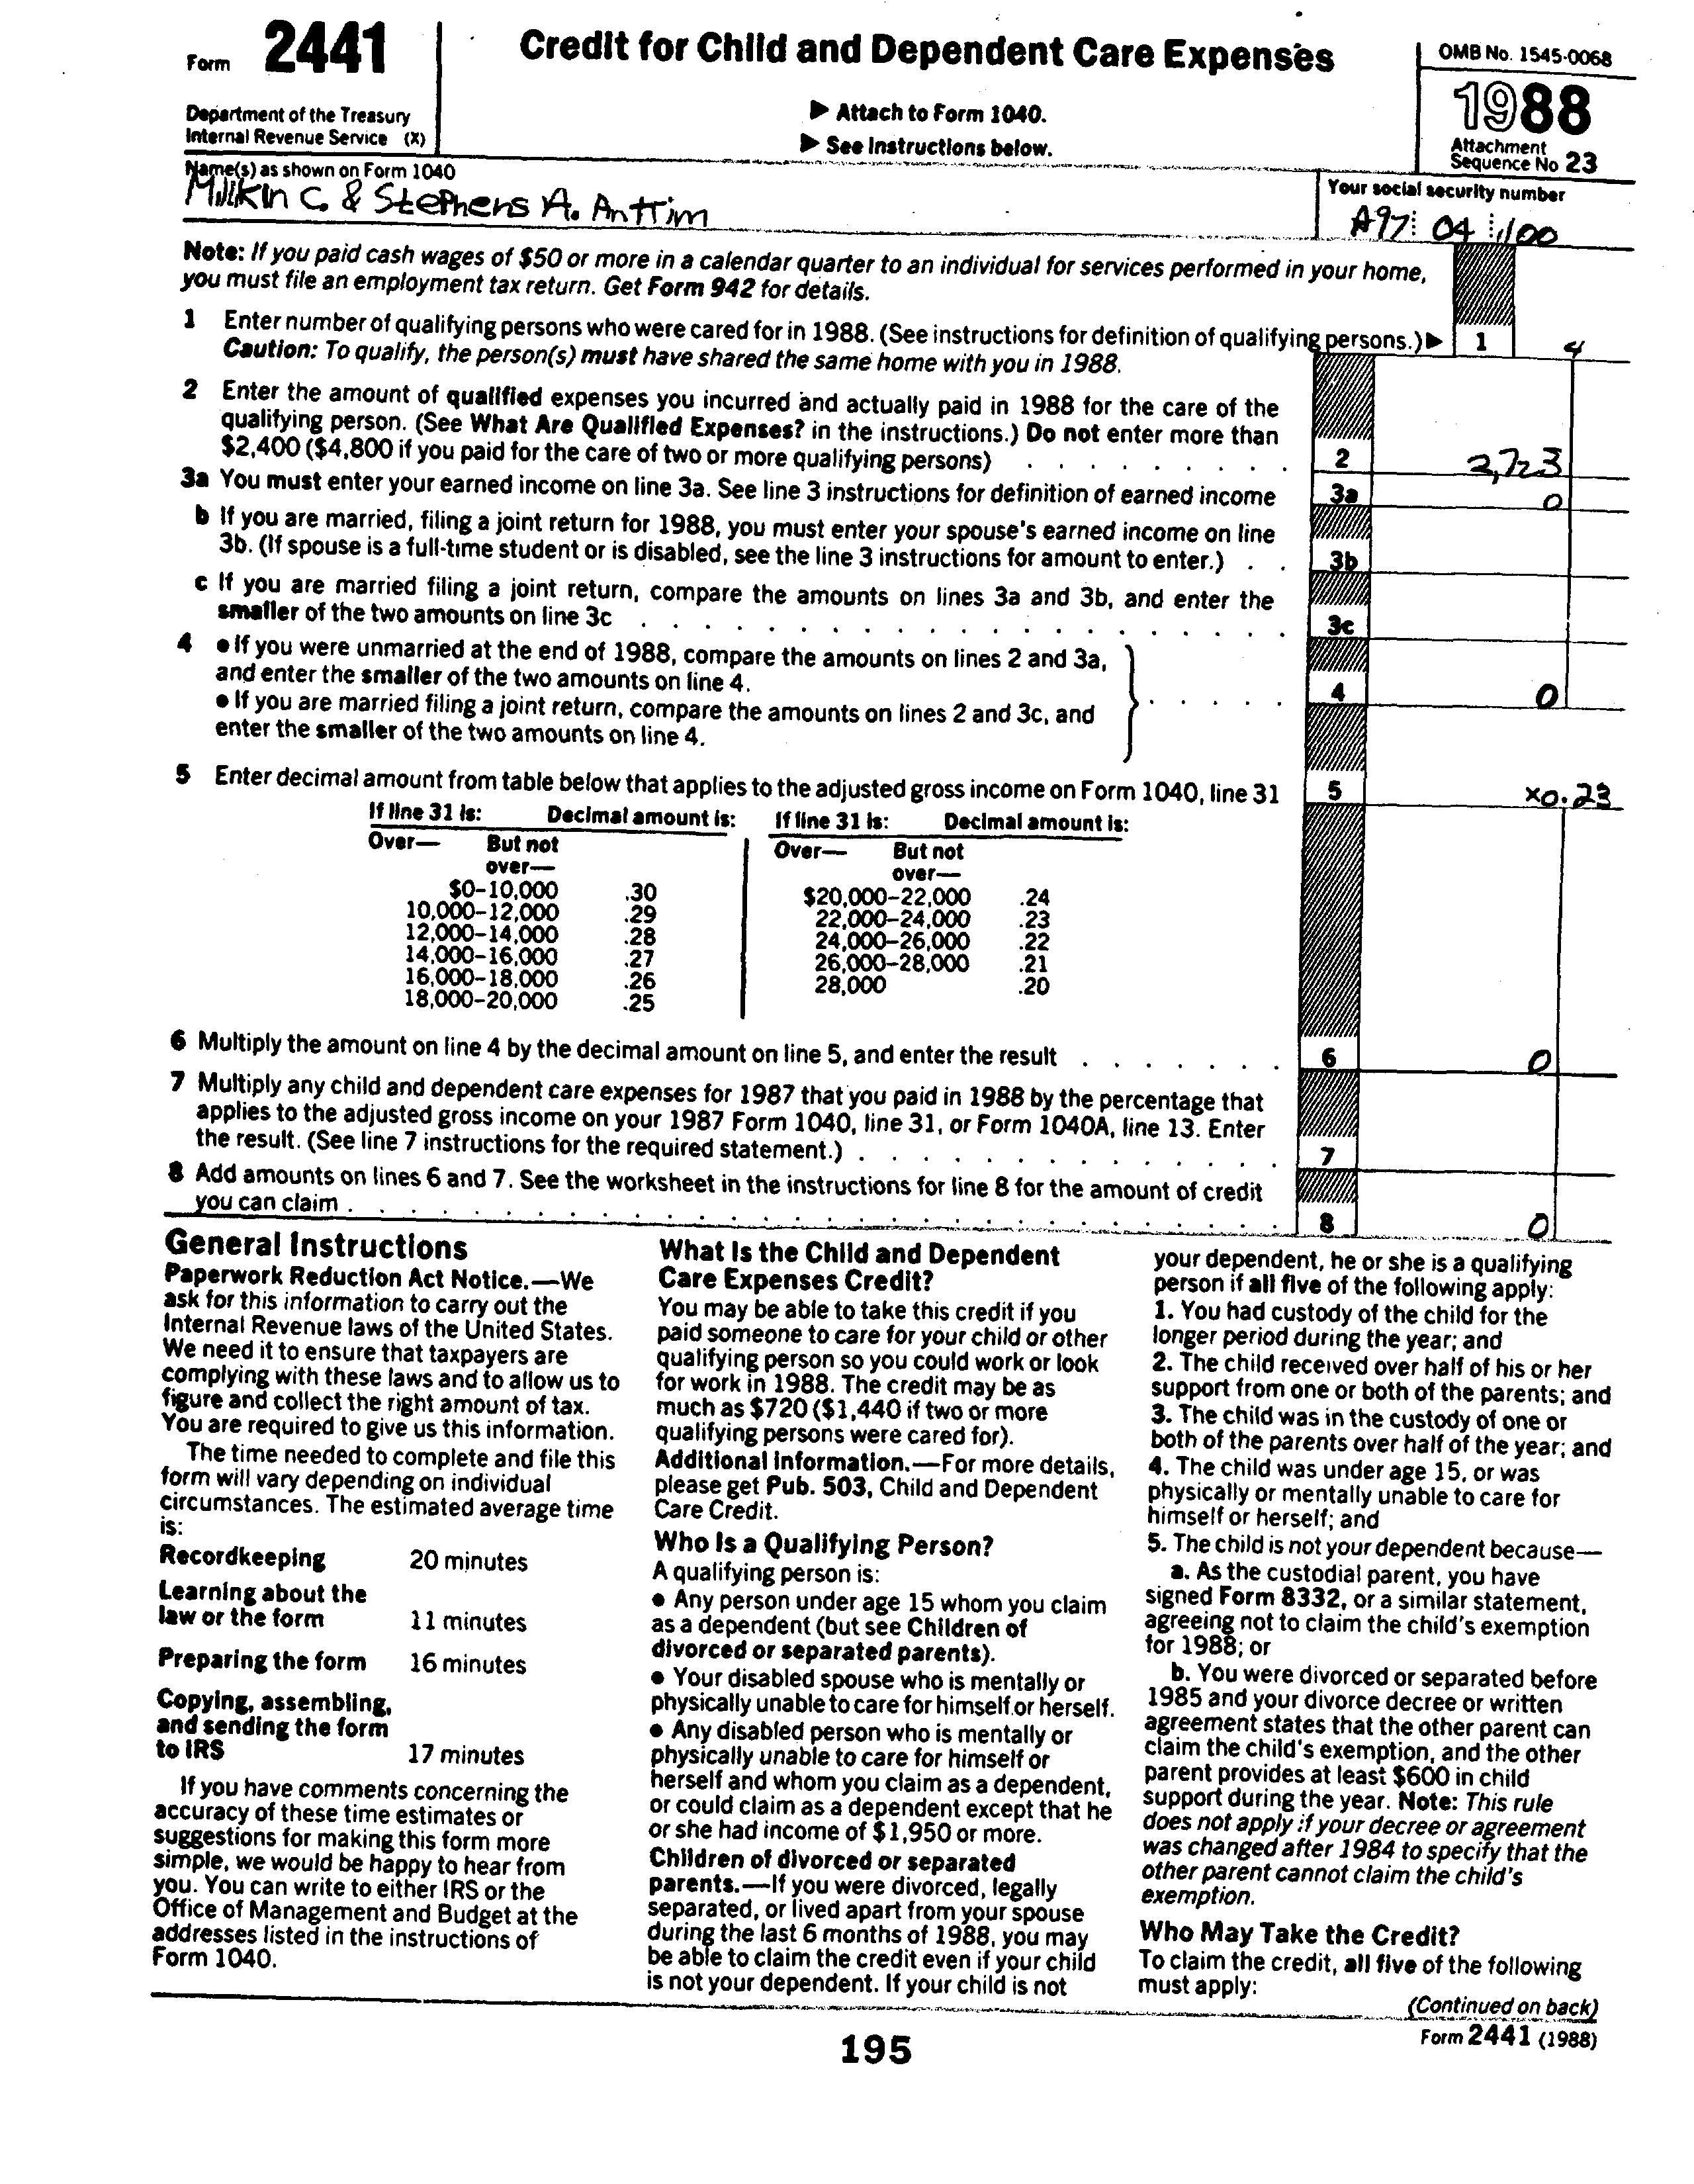 Form 2441
Department of the Treasury
Internal Revenue Service (X)
Credit for Child and Dependent Care Expenses
▶ Attach to Form 1040.
▶ See Instructions below.
OMB No. 1545-0068
1988
Attachment
Sequence No 23
Name(s) as shown on Form 1040
Millkin C. & Stephens A. Anttim
Your social security number
A97 04 1100
Note: If you paid cash wages of $50 or more in a calendar quarter to an individual for services performed in your home,
you must file an employment tax return. Get Form 942 for details.
1 Enter number of qualifying persons who were cared for in 1988. (See instructions for definition of qualifying persons.) ▶ 1 4
Caution: To qualify, the person(s) must have shared the same home with you in 1988.
2 Enter the amount of qualified expenses you incurred and actually paid in 1988 for the care of the
qualifying person. (See What Are Qualified Expenses? in the instructions.) Do not enter more than
$2,400 ($4,800 if you paid for the care of two or more qualifying persons) . . . . . . . . . 2 2,723
3a You must enter your earned income on line 3a. See line 3 instructions for definition of earned income 3a 0
b If you are married, filing a joint return for 1988, you must enter your spouse's earned income on line
3b. (If spouse is a full-time student or is disabled, see the line 3 instructions for amount to enter.) . . 3b
c If you are married filing a joint return, compare the amounts on lines 3a and 3b, and enter the
smaller of the two amounts on line 3c . . . . . . . . . . . . . . . . . . . . . 3c
4 ● If you were unmarried at the end of 1988, compare the amounts on lines 2 and 3a,
and enter the smaller of the two amounts on line 4. . . . . . 4 0
● If you are married filing a joint return, compare the amounts on lines 2 and 3c, and
enter the smaller of the two amounts on line 4.
5 Enter decimal amount from table below that applies to the adjusted gross income on Form 1040, line 31 5 x0.23
If line 31 is: Decimal amount is: If line 31 is: Decimal amount is:
Over— But not over— Over— But not over—
$0–10,000 .30 $20,000–22,000 .24
10,000–12,000 .29 22,000–24,000 .23
12,000–14,000 .28 24,000–26,000 .22
14,000–16,000 .27 26,000–28,000 .21
16,000–18,000 .26 28,000 .20
18,000–20,000 .25
6 Multiply the amount on line 4 by the decimal amount on line 5, and enter the result . . . . . . . 6 0
7 Multiply any child and dependent care expenses for 1987 that you paid in 1988 by the percentage that
applies to the adjusted gross income on your 1987 Form 1040, line 31, or Form 1040A, line 13. Enter
the result. (See line 7 instructions for the required statement.) . . . . . . . . . . . . . . 7
8 Add amounts on lines 6 and 7. See the worksheet in the instructions for line 8 for the amount of credit
you can claim . . . . . . . . . . . . . . . . . . . . . . . . . . . . . . 8 0
General Instructions
Paperwork Reduction Act Notice.—We
ask for this information to carry out the
Internal Revenue laws of the United States.
We need it to ensure that taxpayers are
complying with these laws and to allow us to
figure and collect the right amount of tax.
You are required to give us this information.
The time needed to complete and file this
form will vary depending on individual
circumstances. The estimated average time
is:
Recordkeeping 20 minutes
Learning about the
law or the form 11 minutes
Preparing the form 16 minutes
Copying, assembling,
and sending the form
to IRS 17 minutes
If you have comments concerning the
accuracy of these time estimates or
suggestions for making this form more
simple, we would be happy to hear from
you. You can write to either IRS or the
Office of Management and Budget at the
addresses listed in the instructions of
Form 1040.
What Is the Child and Dependent
Care Expenses Credit?
You may be able to take this credit if you
paid someone to care for your child or other
qualifying person so you could work or look
for work in 1988. The credit may be as
much as $720 ($1,440 if two or more
qualifying persons were cared for).
Additional Information.—For more details,
please get Pub. 503, Child and Dependent
Care Credit.
Who Is a Qualifying Person?
A qualifying person is:
● Any person under age 15 whom you claim
as a dependent (but see Children of
divorced or separated parents).
● Your disabled spouse who is mentally or
physically unable to care for himself or herself.
● Any disabled person who is mentally or
physically unable to care for himself or
herself and whom you claim as a dependent,
or could claim as a dependent except that he
or she had income of $1,950 or more.
Children of divorced or separated
parents.—If you were divorced, legally
separated, or lived apart from your spouse
during the last 6 months of 1988, you may
be able to claim the credit even if your child
is not your dependent. If your child is not
your dependent, he or she is a qualifying
person if all five of the following apply:
1. You had custody of the child for the
longer period during the year; and
2. The child received over half of his or her
support from one or both of the parents; and
3. The child was in the custody of one or
both of the parents over half of the year; and
4. The child was under age 15, or was
physically or mentally unable to care for
himself or herself; and
5. The child is not your dependent because—
a. As the custodial parent, you have
signed Form 8332, or a similar statement,
agreeing not to claim the child's exemption
for 1988; or
b. You were divorced or separated before
1985 and your divorce decree or written
agreement states that the other parent can
claim the child's exemption, and the other
parent provides at least $600 in child
support during the year. Note: This rule
does not apply if your decree or agreement
was changed after 1984 to specify that the
other parent cannot claim the child's
exemption.
Who May Take the Credit?
To claim the credit, all five of the following
must apply:
(Continued on back)
Form 2441 (1988)
195